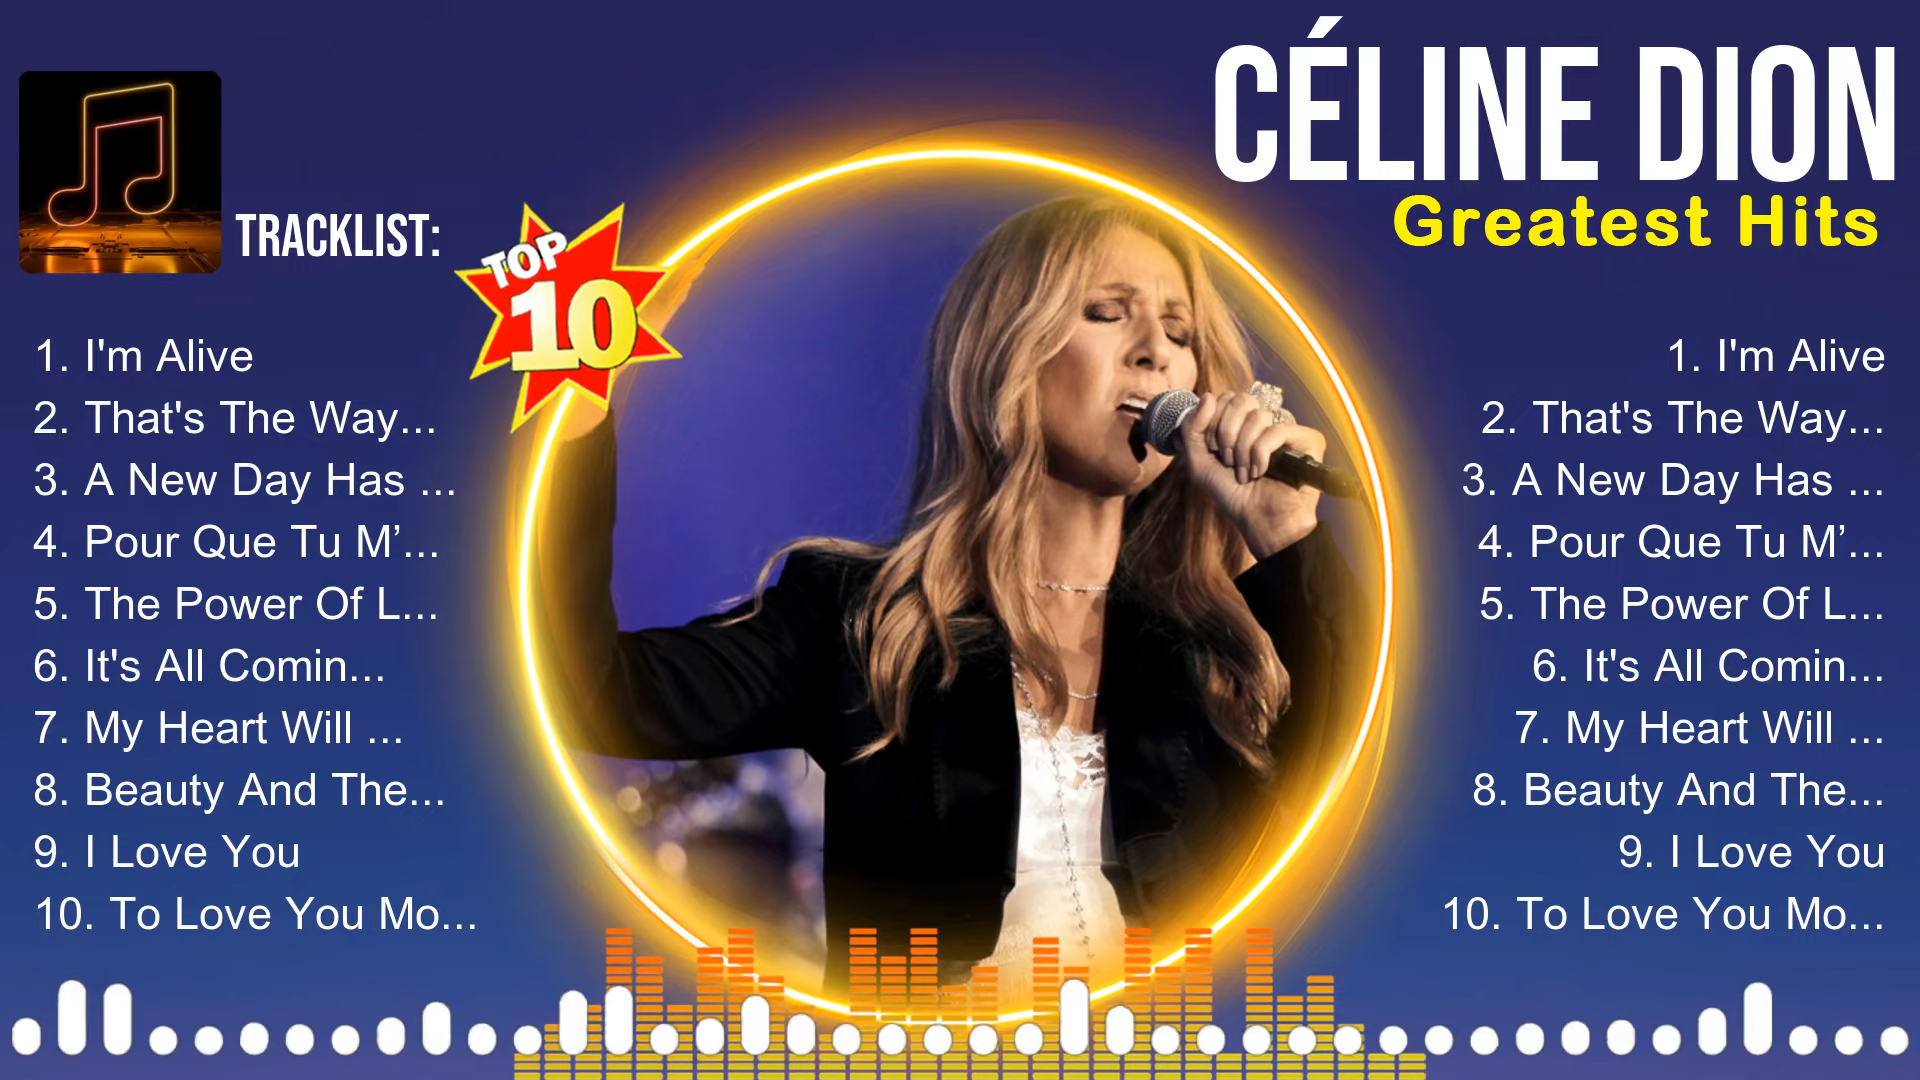 CÉLINE DION
Greatest Hits
TRACKLIST:
TOP
10
1. I'm Alive
2. That's The Way...
3. A New Day Has ...
4. Pour Que Tu M’...
5. The Power Of L...
6. It's All Comin...
7. My Heart Will ...
8. Beauty And The...
9. I Love You
10. To Love You Mo...
1. I'm Alive
2. That's The Way...
3. A New Day Has ...
4. Pour Que Tu M’...
5. The Power Of L...
6. It's All Comin...
7. My Heart Will ...
8. Beauty And The...
9. I Love You
10. To Love You Mo...